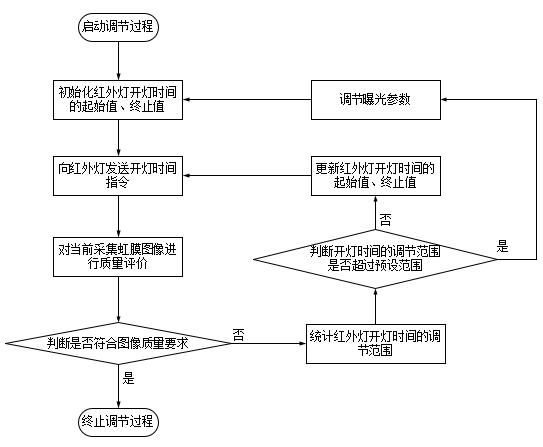 启动调节过程
初始化红外灯开灯时间
的起始值、终止值
调节曝光参数
向红外灯发送开灯时间
指令
更新红外灯开灯时间的
起始值、终止值
否
对当前采集虹膜图像进
行质量评价
判断开灯时间的调节范围
是否超过预设范围
是
判断是否符合图像质量要求
否
统计红外灯开灯时间的调
节范围
是
终止调节过程